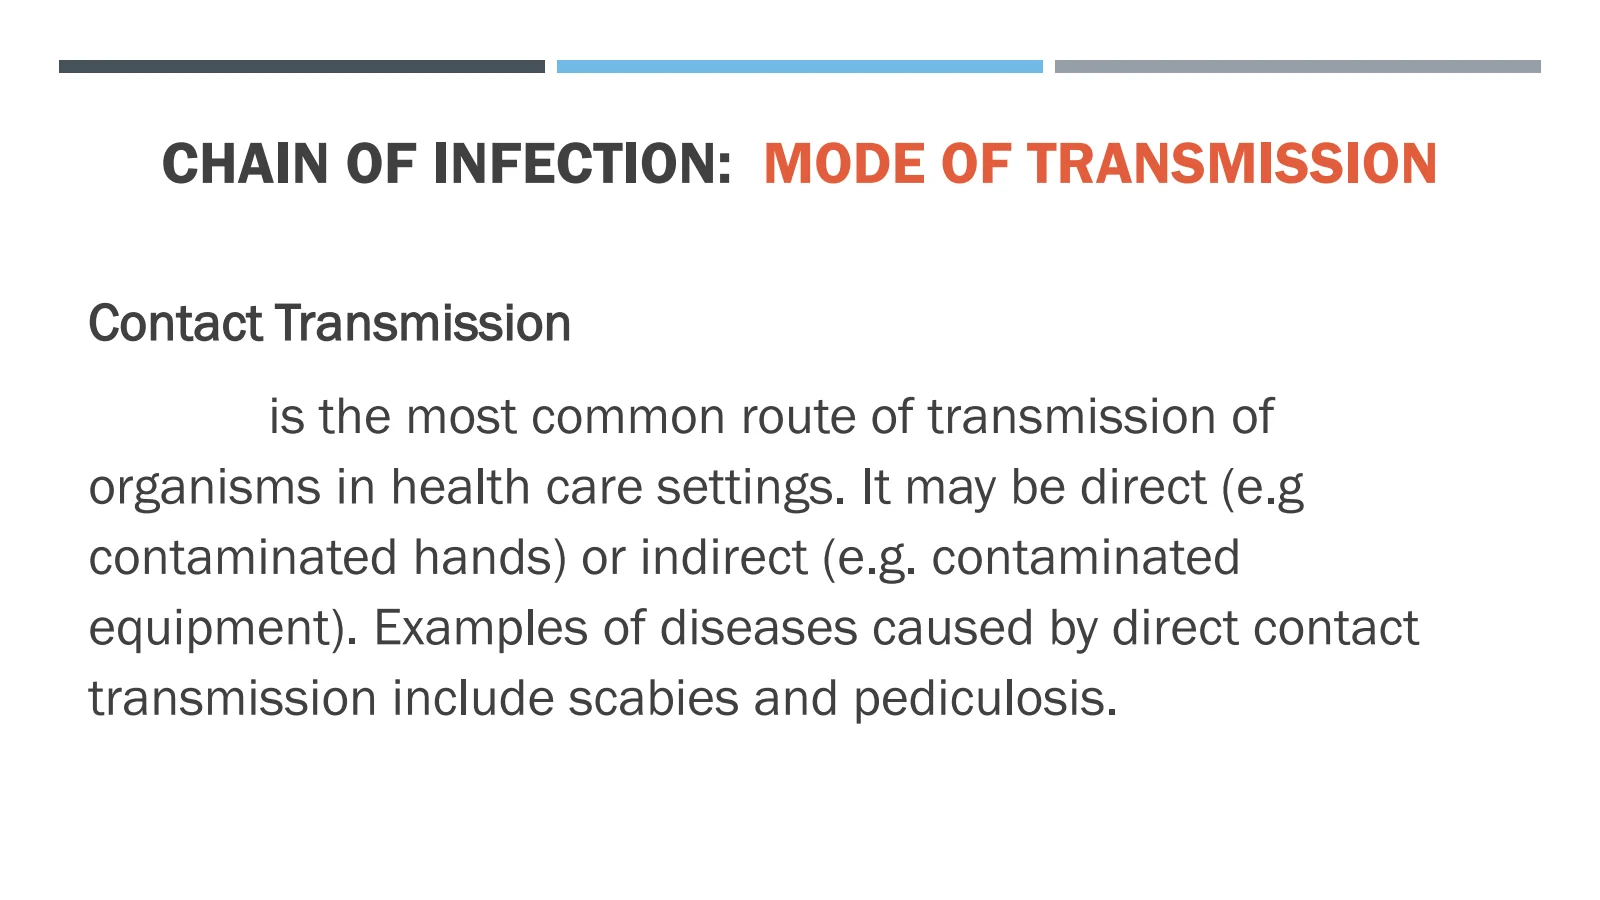 CHAIN OF INFECTION: MODE OF TRANSMISSION
Contact Transmission
is the most common route of transmission of
organisms in health care settings. It may be direct (e.g
contaminated hands) or indirect (e.g. contaminated
equipment). Examples of diseases caused by direct contact
transmission include scabies and pediculosis.